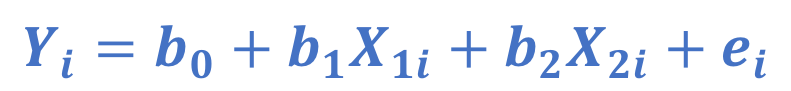 Yᵢ = b₀ + b₁X₁ᵢ + b₂X₂ᵢ + eᵢ